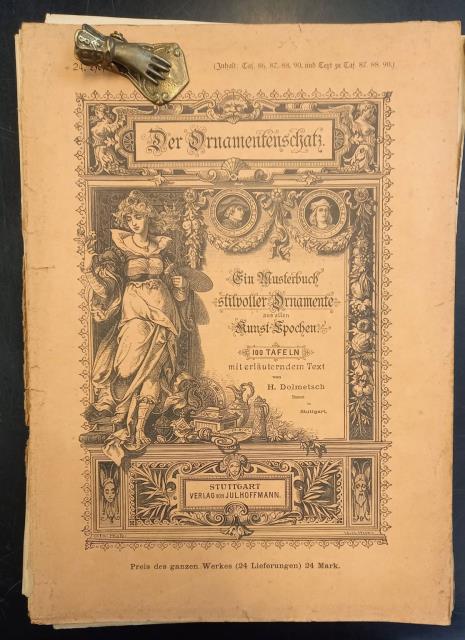 24.
(Inhalt: Taf. 86, 87, 88, 90, und Text zu Taf. 87. 88. 90.)
Der Ornamentenschatz.
Ein Musterbuch
stilvoller Ornamente
aus allen
Kunst-Epochen.
100 TAFELN
mit erläuterndem Text
von
H. Dolmetsch
in
Stuttgart.
STUTTGART
VERLAG VON JUL. HOFFMANN.
Preis des ganzen Werkes (24 Lieferungen) 24 Mark.